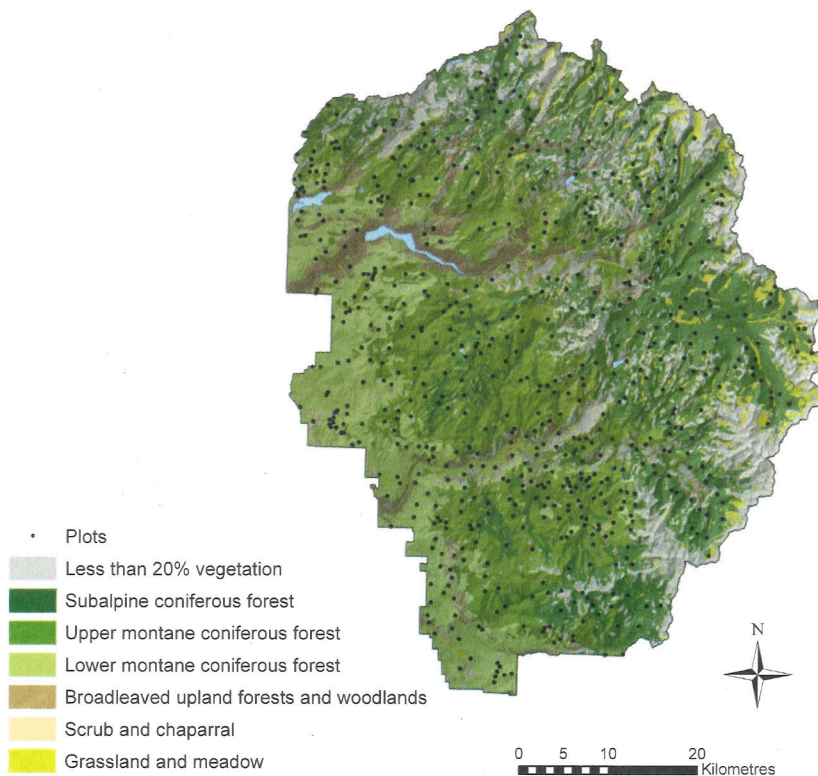 Plots
Less than 20% vegetation
Subalpine coniferous forest
Upper montane coniferous forest
Lower montane coniferous forest
Broadleaved upland forests and woodlands
Scrub and chaparral
Grassland and meadow
N
0 5 10 20
Kilometres